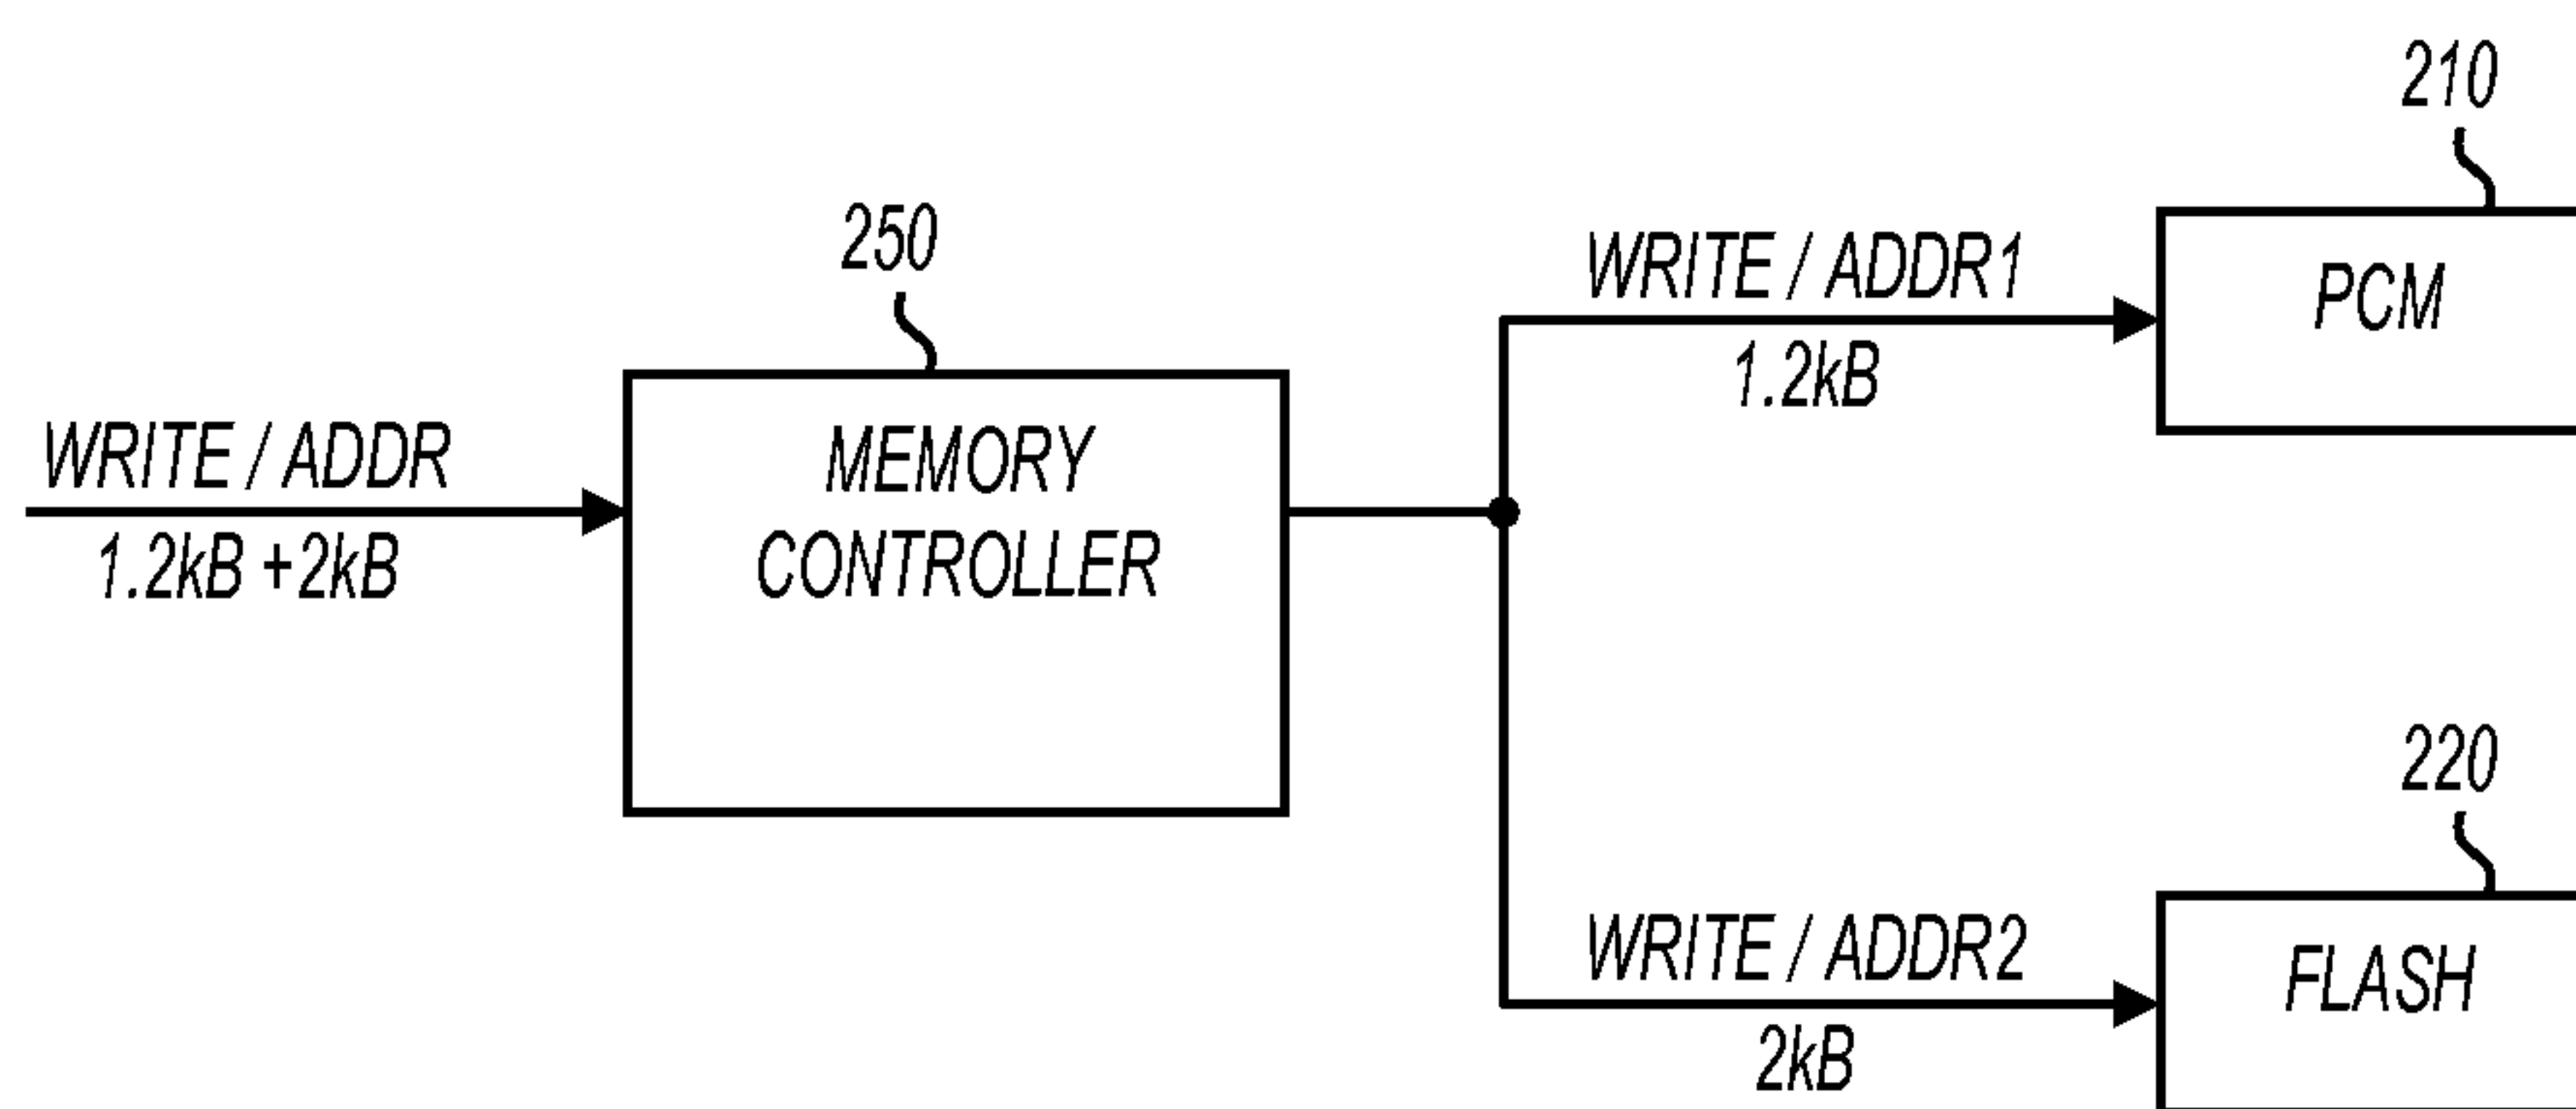 210
250
WRITE / ADDR1
PCM
1.2kB
WRITE / ADDR
MEMORY
CONTROLLER
1.2kB +2kB
220
WRITE / ADDR2
FLASH
2kB